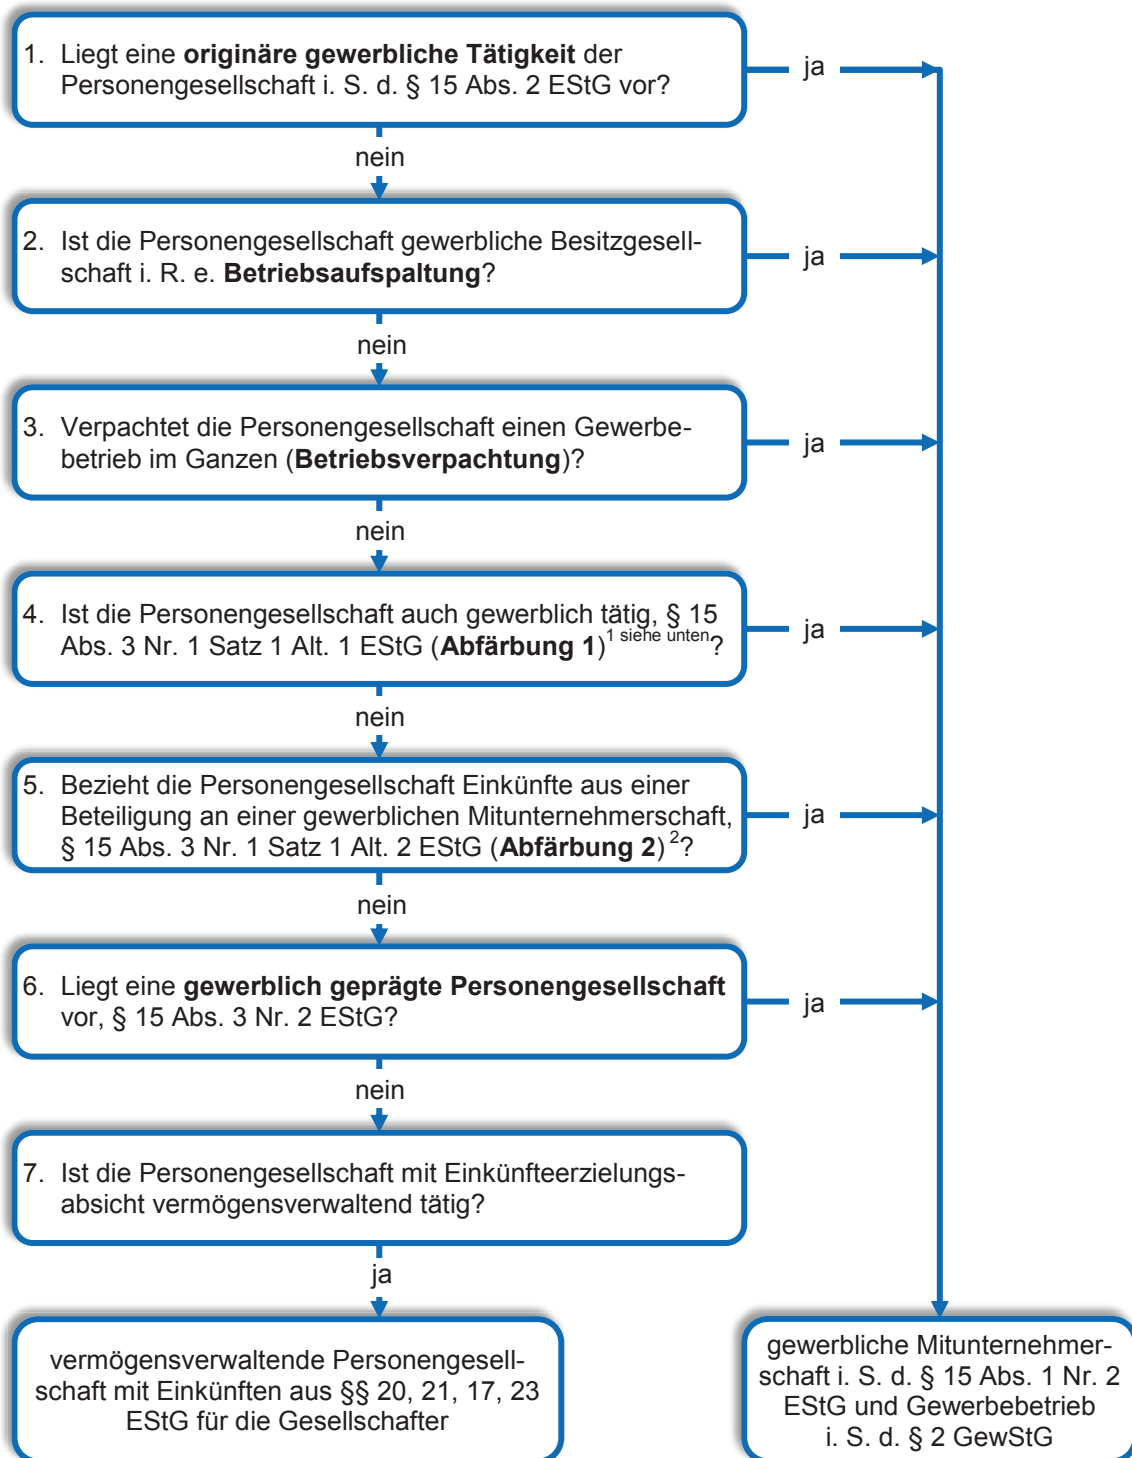 1. Liegt eine originäre gewerbliche Tätigkeit der
Personengesellschaft i. S. d. § 15 Abs. 2 EStG vor?
ja
nein
2. Ist die Personengesellschaft gewerbliche Besitzgesell-
schaft i. R. e. Betriebsaufspaltung?
ja
nein
3. Verpachtet die Personengesellschaft einen Gewerbe-
betrieb im Ganzen (Betriebsverpachtung)?
ja
nein
4. Ist die Personengesellschaft auch gewerblich tätig, § 15
Abs. 3 Nr. 1 Satz 1 Alt. 1 EStG (Abfärbung 1)1 siehe unten?
ja
nein
5. Bezieht die Personengesellschaft Einkünfte aus einer
Beteiligung an einer gewerblichen Mitunternehmerschaft,
§ 15 Abs. 3 Nr. 1 Satz 1 Alt. 2 EStG (Abfärbung 2) 2?
ja
nein
6. Liegt eine gewerblich geprägte Personengesellschaft
vor, § 15 Abs. 3 Nr. 2 EStG?
ja
nein
7. Ist die Personengesellschaft mit Einkünfteerzielungs-
absicht vermögensverwaltend tätig?
ja
vermögensverwaltende Personengesell-
schaft mit Einkünften aus §§ 20, 21, 17, 23
EStG für die Gesellschafter
gewerbliche Mitunternehmer-
schaft i. S. d. § 15 Abs. 1 Nr. 2
EStG und Gewerbebetrieb
i. S. d. § 2 GewStG